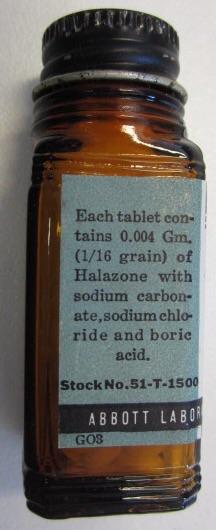 Each tablet con-
tains 0.004 Gm.
(1/16 grain) of
Halazone with
sodium carbon-
ate, sodium chlo-
ride and boric
acid.
Stock No. 51-T-1500
ABBOTT LABOR
GO3